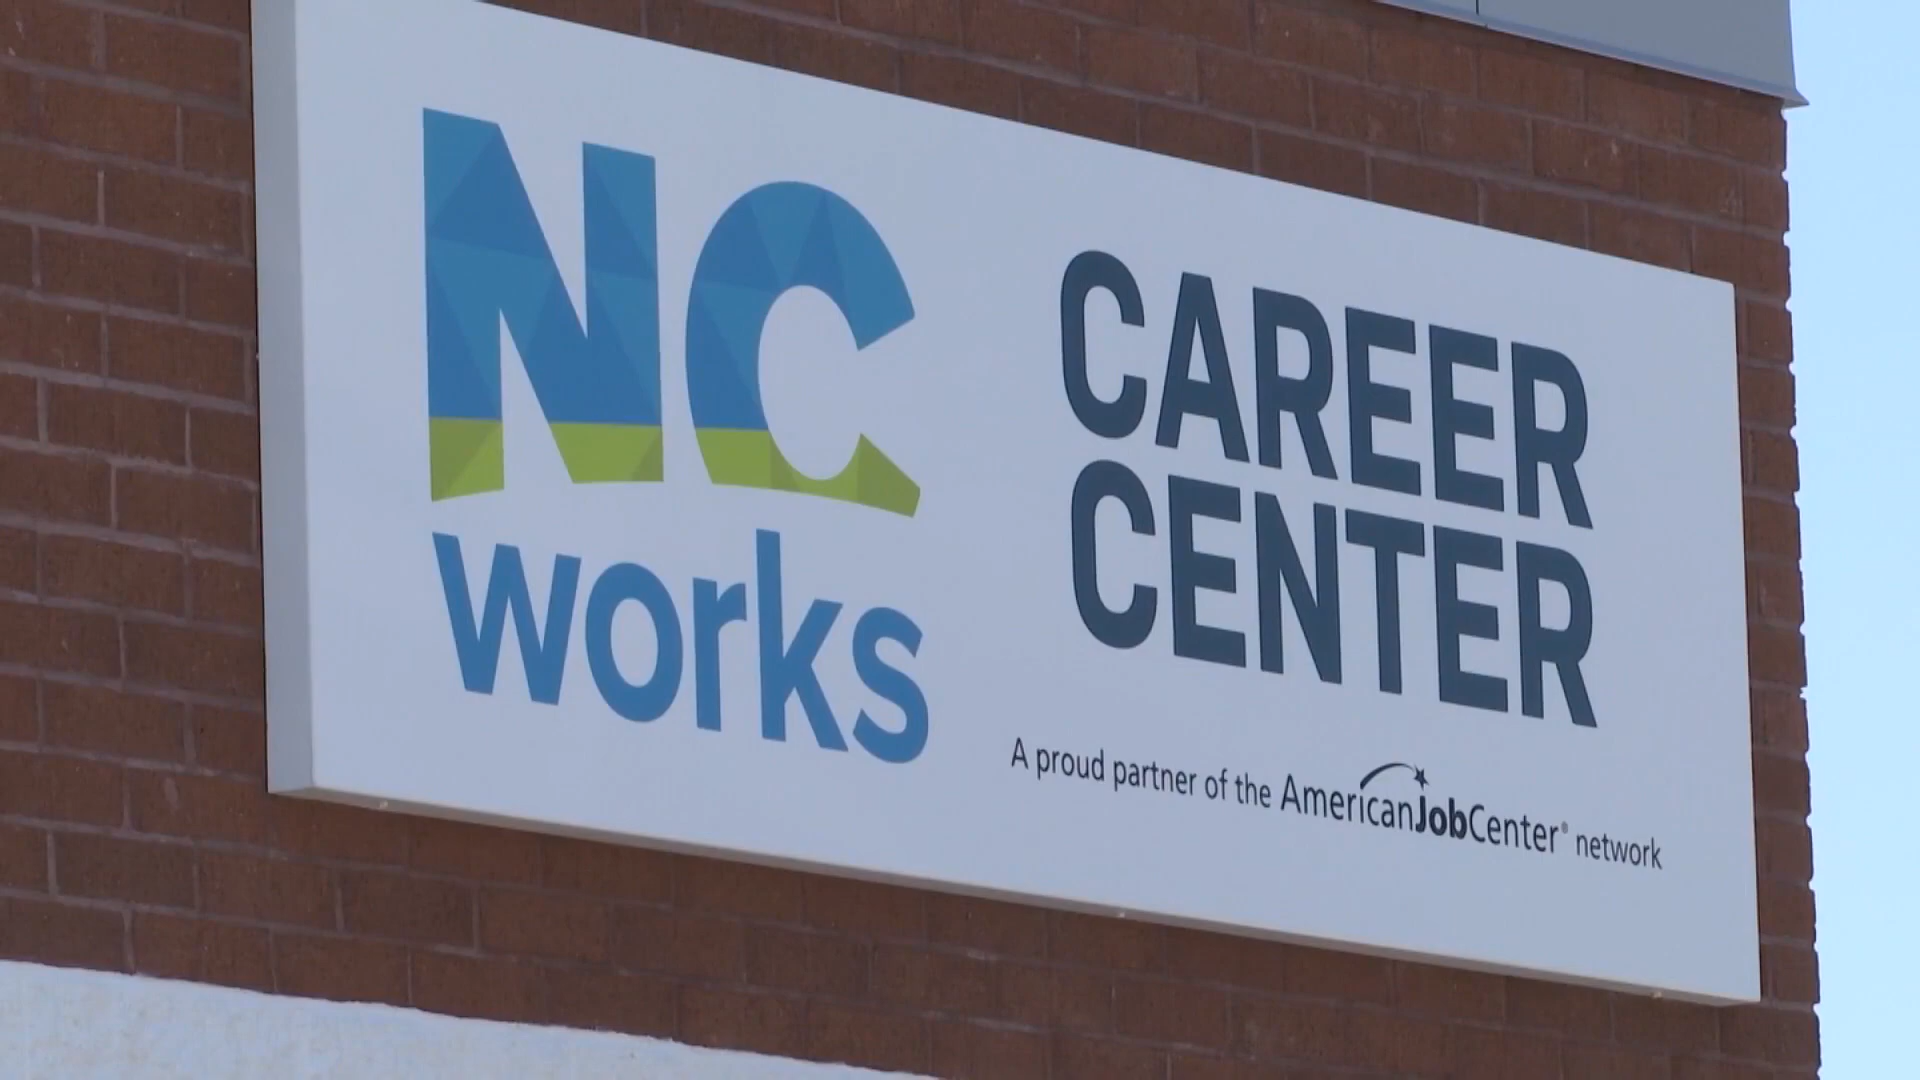 NC
works
CAREER
CENTER
A proud partner of the AmericanJobCenter® network